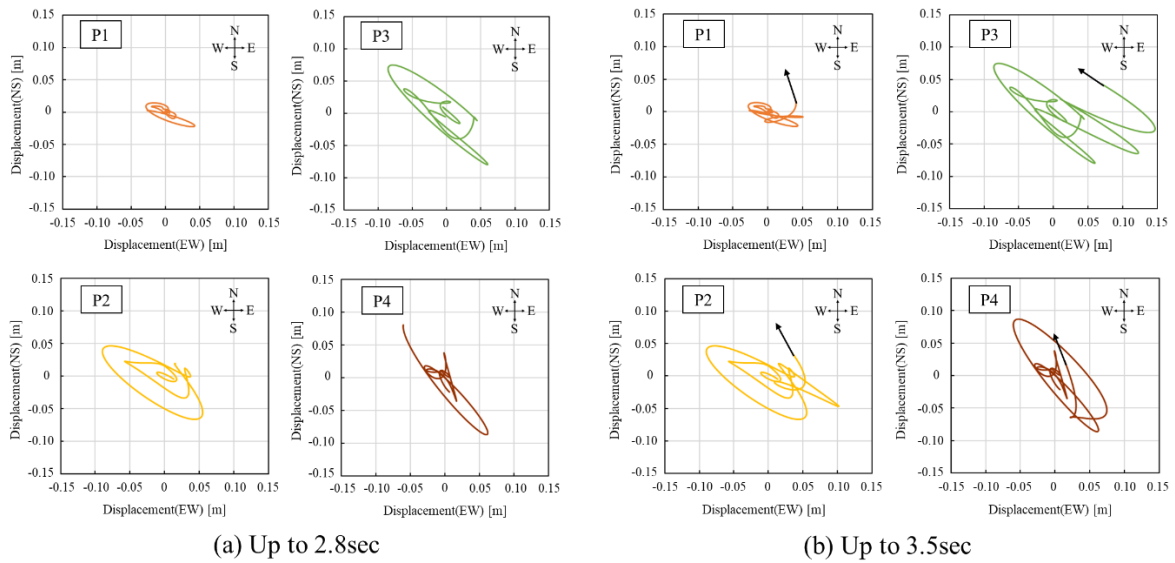 Displacement(NS) [m]
0.15
0.10
0.05
0
-0.05
-0.10
-0.15
P1
N
W E
S
-0.15 -0.10 -0.05 0 0.05 0.10 0.15
Displacement(EW) [m]
Displacement(NS) [m]
0.15
0.10
0.05
0
-0.05
-0.10
-0.15
P3
N
W E
S
-0.15 -0.10 -0.05 0 0.05 0.10 0.15
Displacement(EW) [m]
Displacement(NS) [m]
0.15
0.10
0.05
0
-0.05
-0.10
-0.15
P2
N
W E
S
-0.15 -0.10 -0.05 0 0.05 0.10 0.15
Displacement(EW) [m]
Displacement(NS) [m]
0.15
0.10
0.05
0
-0.05
-0.10
-0.15
P4
N
W E
S
-0.15 -0.10 -0.05 0 0.05 0.10 0.15
Displacement(EW) [m]
(a) Up to 2.8sec
Displacement(NS) [m]
0.15
0.10
0.05
0
-0.05
-0.10
-0.15
P1
N
W E
S
-0.15 -0.10 -0.05 0 0.05 0.10 0.15
Displacement(EW) [m]
Displacement(NS) [m]
0.15
0.10
0.05
0
-0.05
-0.10
-0.15
P3
N
W E
S
-0.15 -0.10 -0.05 0 0.05 0.10 0.15
Displacement(EW) [m]
Displacement(NS) [m]
0.15
0.10
0.05
0
-0.05
-0.10
-0.15
P2
N
W E
S
-0.15 -0.10 -0.05 0 0.05 0.10 0.15
Displacement(EW) [m]
Displacement(NS) [m]
0.15
0.10
0.05
0
-0.05
-0.10
-0.15
P4
N
W E
S
-0.15 -0.10 -0.05 0 0.05 0.10 0.15
Displacement(EW) [m]
(b) Up to 3.5sec